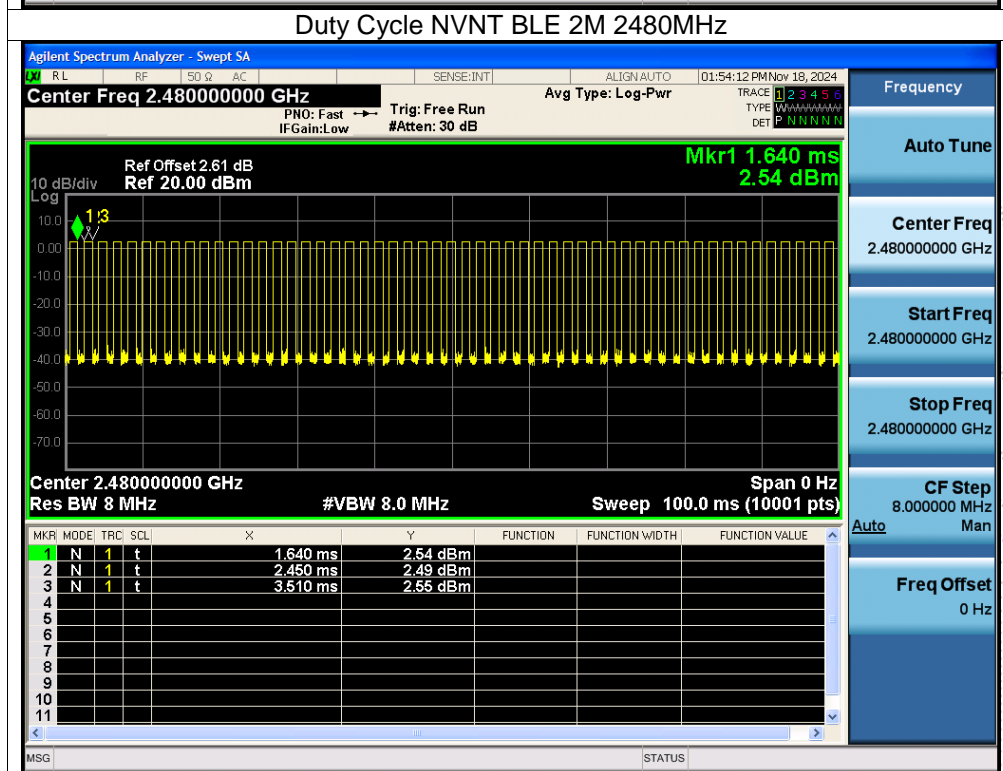 Duty Cycle NVNT BLE 2M 2480MHz
Agilent Spectrum Analyzer - Swept SA
LXI RL RF 50 Ω AC SENSE:INT ALIGN AUTO 01:54:12 PM Nov 18, 2024
Center Freq 2.480000000 GHz Avg Type: Log-Pwr TRACE 1 2 3 4 5 6
PNO: Fast Trig: Free Run TYPE WWWWWW
IFGain:Low #Atten: 30 dB DET P N N N N N
Frequency
Auto Tune
Center Freq
2.480000000 GHz
Start Freq
2.480000000 GHz
Stop Freq
2.480000000 GHz
CF Step
8.000000 MHz
Auto Man
Freq Offset
0 Hz
Mkr1 1.640 ms
2.54 dBm
Ref Offset 2.61 dB
10 dB/div Ref 20.00 dBm
Log
10.0
0.00
-10.0
-20.0
-30.0
-40.0
-50.0
-60.0
-70.0
1 3
Center 2.480000000 GHz Span 0 Hz
Res BW 8 MHz #VBW 8.0 MHz Sweep 100.0 ms (10001 pts)
MKR MODE TRC SCL X Y FUNCTION FUNCTION WIDTH FUNCTION VALUE
1 N 1 t 1.640 ms 2.54 dBm
2 N 1 t 2.450 ms 2.49 dBm
3 N 1 t 3.510 ms 2.55 dBm
4
5
6
7
8
9
10
11
MSG STATUS